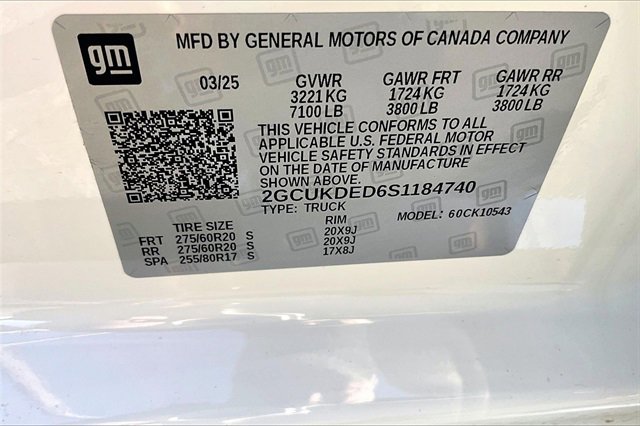 gm
MFD BY GENERAL MOTORS OF CANADA COMPANY
03/25 GVWR GAWR FRT GAWR RR
3221 KG 1724 KG 1724 KG
7100 LB 3800 LB 3800 LB
THIS VEHICLE CONFORMS TO ALL
APPLICABLE U.S. FEDERAL MOTOR
VEHICLE SAFETY STANDARDS IN EFFECT
ON THE DATE OF MANUFACTURE
SHOWN ABOVE.
2GCUKDED6S1184740
TYPE: TRUCK MODEL: 60CK10543
TIRE SIZE RIM
FRT 275/60R20 S 20X9J
RR 275/60R20 S 20X9J
SPA 255/80R17 S 17X8J